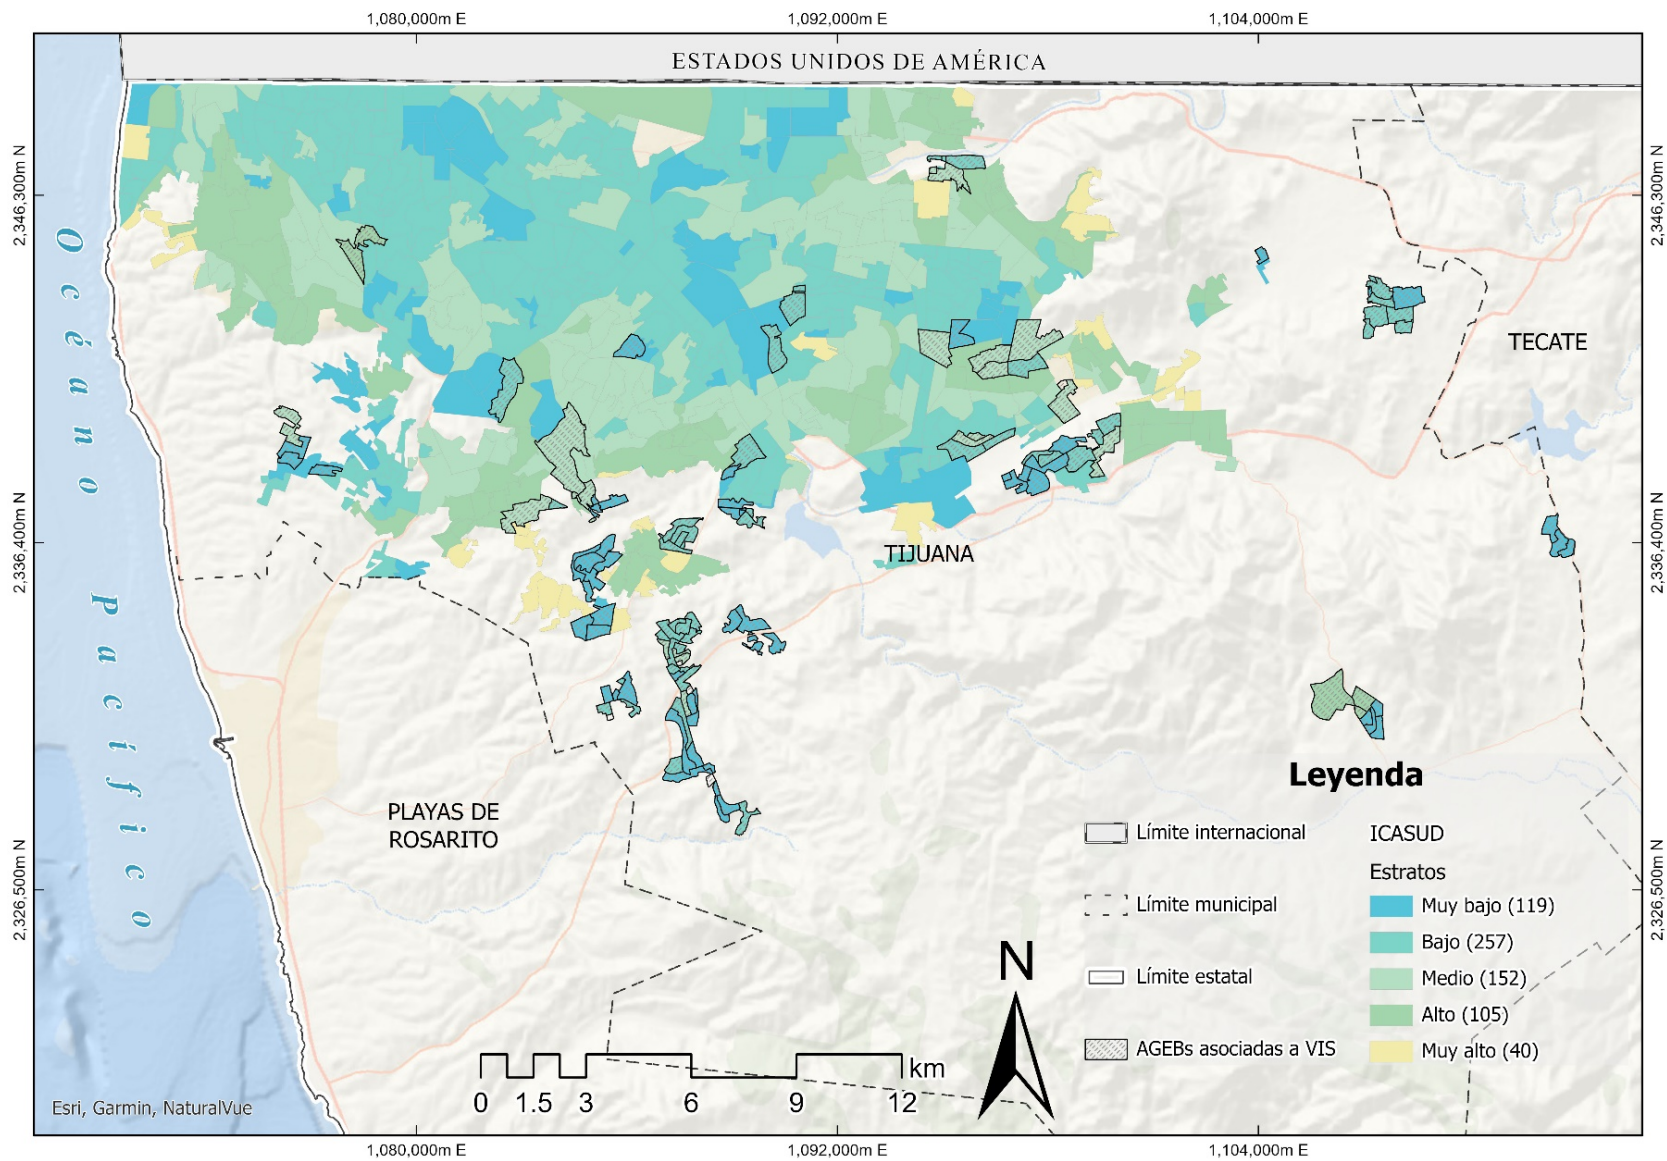 1,080,000m E
1,092,000m E
1,104,000m E
ESTADOS UNIDOS DE AMÉRICA
2,346,300m N
2,346,300m N
Océano Pacífico
TECATE
2,336,400m N
2,336,400m N
TIJUANA
PLAYAS DE
ROSARITO
2,326,500m N
2,326,500m N
Leyenda
Límite internacional
Límite municipal
Límite estatal
AGEBs asociadas a VIS
ICASUD
Estratos
Muy bajo (119)
Bajo (257)
Medio (152)
Alto (105)
Muy alto (40)
N
km
0 1.5 3 6 9 12
Esri, Garmin, NaturalVue
1,080,000m E
1,092,000m E
1,104,000m E